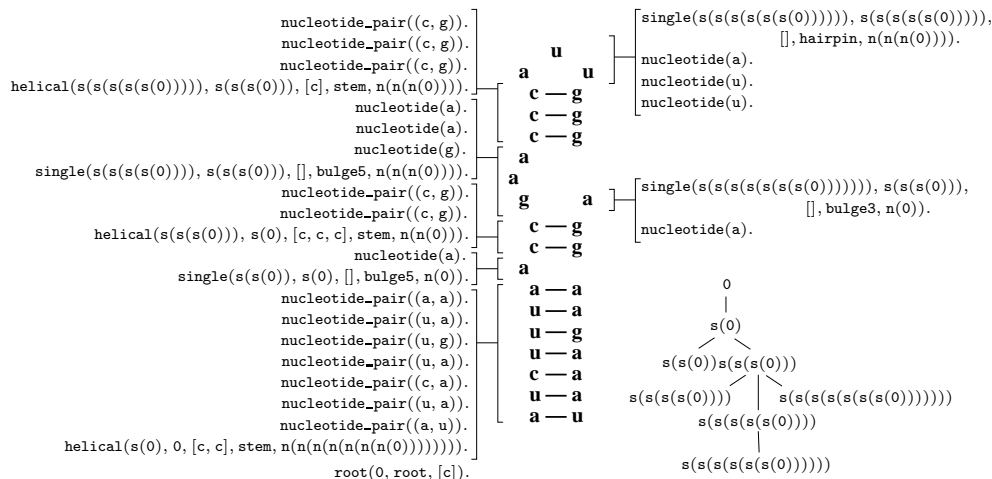 nucleotide_pair((c, g)).
nucleotide_pair((c, g)).
nucleotide_pair((c, g)).
helical(s(s(s(s(s(0))))), s(s(s(0))), [c], stem, n(n(n(0)))).
nucleotide(a).
nucleotide(a).
nucleotide(g).
single(s(s(s(s(0)))), s(s(s(0))), [], bulge5, n(n(n(0)))).
nucleotide_pair((c, g)).
nucleotide_pair((c, g)).
helical(s(s(s(0))), s(0), [c, c, c], stem, n(n(0))).
nucleotide(a).
single(s(s(0)), s(0), [], bulge5, n(0)).
nucleotide_pair((a, a)).
nucleotide_pair((u, a)).
nucleotide_pair((u, g)).
nucleotide_pair((u, a)).
nucleotide_pair((c, a)).
nucleotide_pair((u, a)).
nucleotide_pair((a, u)).
helical(s(0), 0, [c, c], stem, n(n(n(n(n(n(n(0)))))))).
root(0, root, [c]).
u
a u
c — g
c — g
c — g
a
a
g a
c — g
c — g
a
a — a
u — a
u — g
u — a
c — a
u — a
a — u
single(s(s(s(s(s(s(0)))))), s(s(s(s(s(0))))),
[], hairpin, n(n(n(0)))).
nucleotide(a).
nucleotide(u).
nucleotide(u).
single(s(s(s(s(s(s(s(0))))))), s(s(s(0))),
[], bulge3, n(0)).
nucleotide(a).
0
s(0)
s(s(0)) s(s(s(0)))
s(s(s(s(0)))) s(s(s(s(s(s(s(0)))))))
s(s(s(s(s(0)))))
s(s(s(s(s(s(0))))))